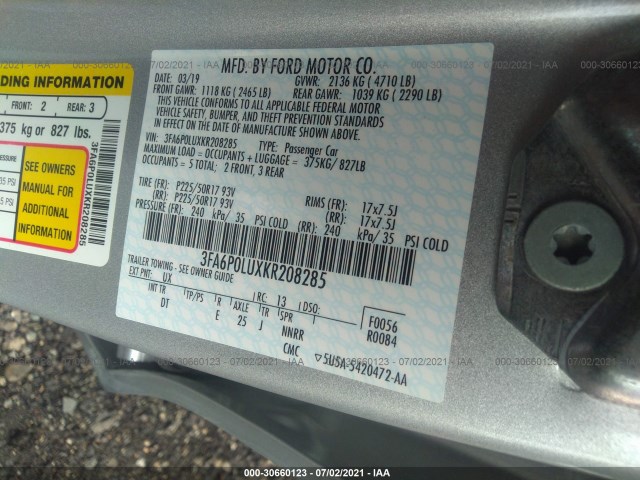 000-30660123 - 07/02/2021 - IAA
DING INFORMATION
FRONT: 2 REAR: 3
375 kg or 827 lbs.
35 PSI
35 PSI
SEE OWNERS
MANUAL FOR
ADDITIONAL
INFORMATION
3FA6P0LUXKR208285
MFD. BY FORD MOTOR CO.
DATE: 03/19 GVWR: 2136 KG ( 4710 LB)
FRONT GAWR: 1118 KG ( 2465 LB) REAR GAWR: 1039 KG ( 2290 LB)
THIS VEHICLE CONFORMS TO ALL APPLICABLE FEDERAL MOTOR
VEHICLE SAFETY, BUMPER, AND THEFT PREVENTION STANDARDS
IN EFFECT ON THE DATE OF MANUFACTURE SHOWN ABOVE.
VIN: 3FA6P0LUXKR208285 TYPE: Passenger Car
MAXIMUM LOAD = OCCUPANTS + LUGGAGE = 375KG/ 827LB
OCCUPANTS = 5 TOTAL: 2 FRONT, 3 REAR
TIRE (FR): P225/50R17 93V RIMS (FR): 17x7.5J
(RR): P225/50R17 93V (RR): 17x7.5J
PRESSURE (FR): 240 kPa/ 35 PSI COLD (RR): 240 kPa/ 35 PSI COLD
3FA6P0LUXKR208285
TRAILER TOWING - SEE OWNER GUIDE
EXT PNT: UX RC: 13 DSO: F0056
INT TR TP/PS R AXLE TR SPR R0084
DT E 25 J NNRR
CMC 5U5A-5420472-AA
000-30660123 - 07/02/2021 - IAA